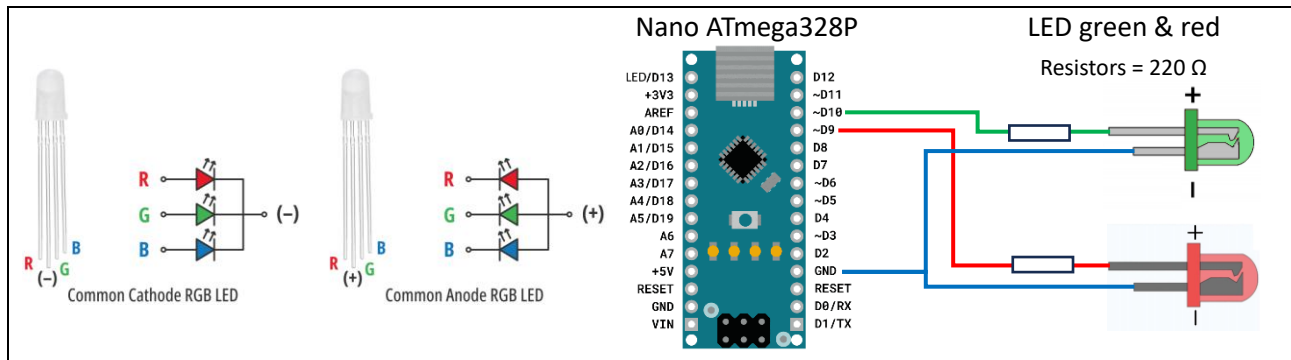 R
G
B
(−)
R
(−)
G
B
Common Cathode RGB LED
R
G
B
(+)
R
(+)
G
B
Common Anode RGB LED
Nano ATmega328P
LED/D13
+3V3
AREF
A0/D14
A1/D15
A2/D16
A3/D17
A4/D18
A5/D19
A6
A7
+5V
RESET
GND
VIN
D12
~D11
~D10
~D9
D8
D7
~D6
~D5
D4
~D3
D2
GND
RESET
D0/RX
D1/TX
LED green & red
Resistors = 220 Ω
+
−
+
−